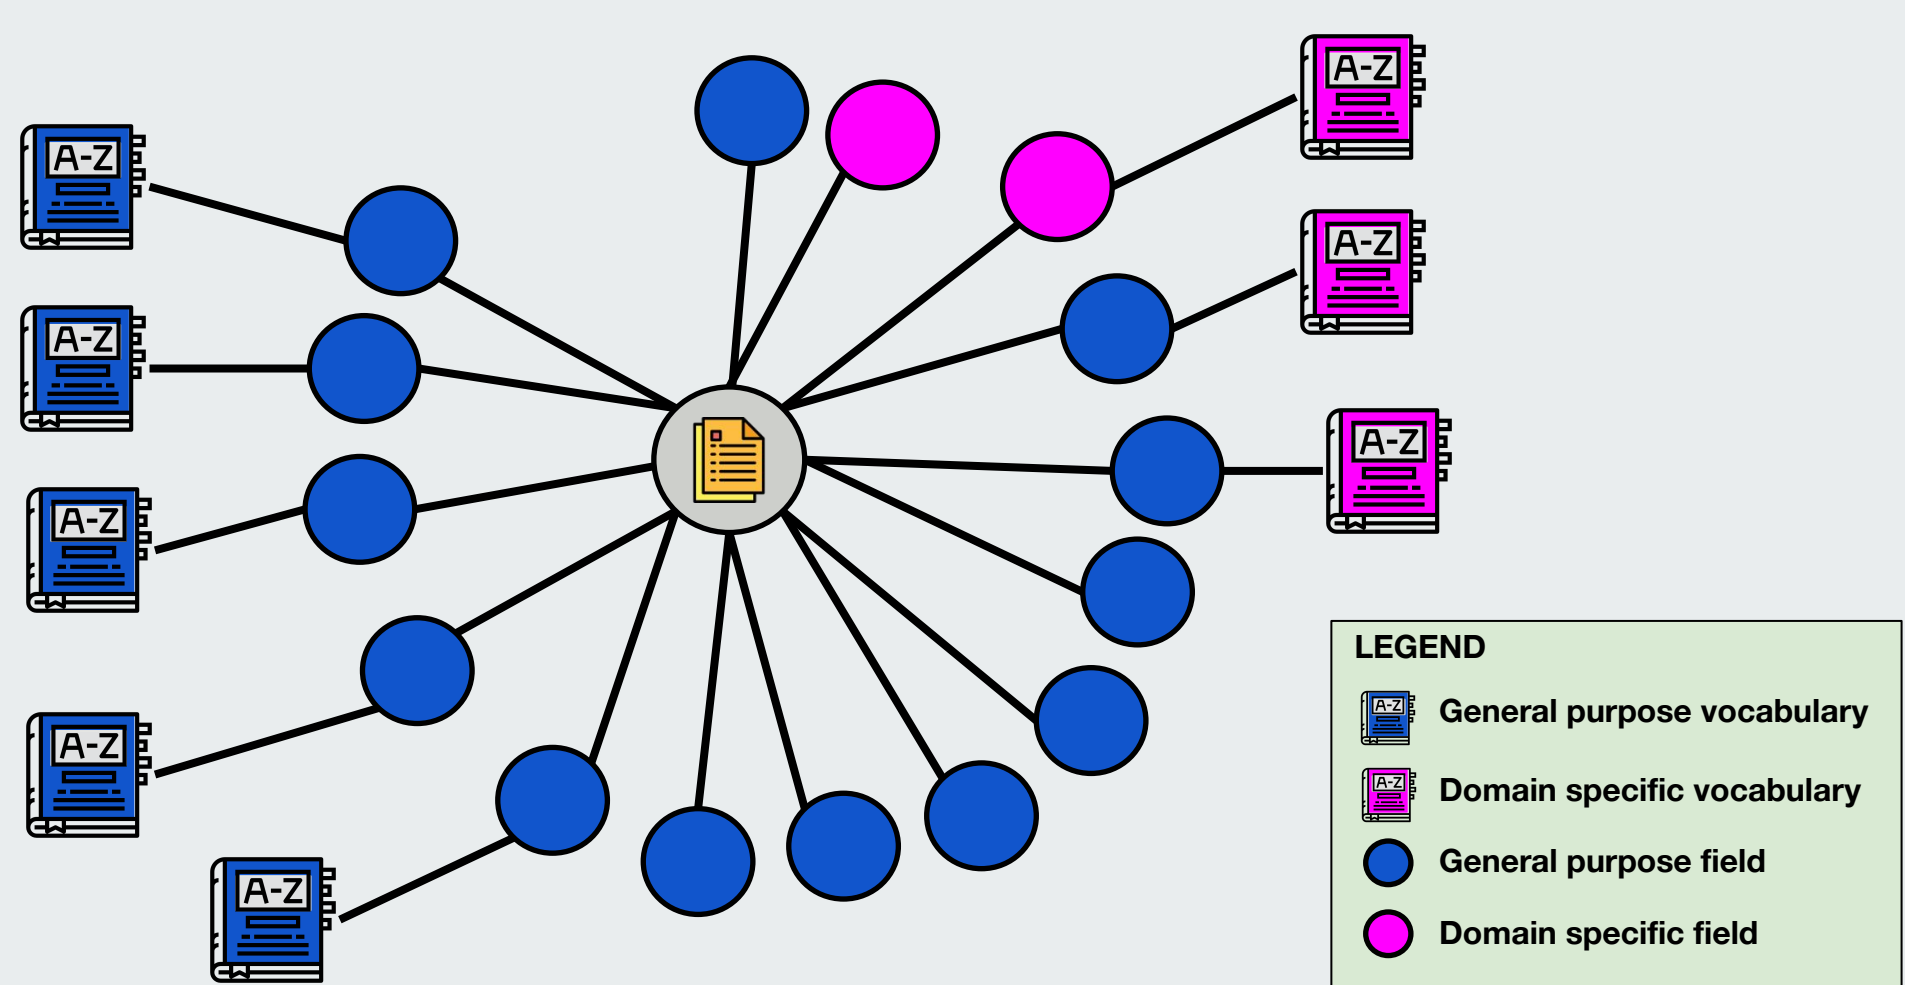 A-Z
A-Z
A-Z
A-Z
A-Z
A-Z
A-Z
A-Z
LEGEND
A-Z General purpose vocabulary
A-Z Domain specific vocabulary
General purpose field
Domain specific field